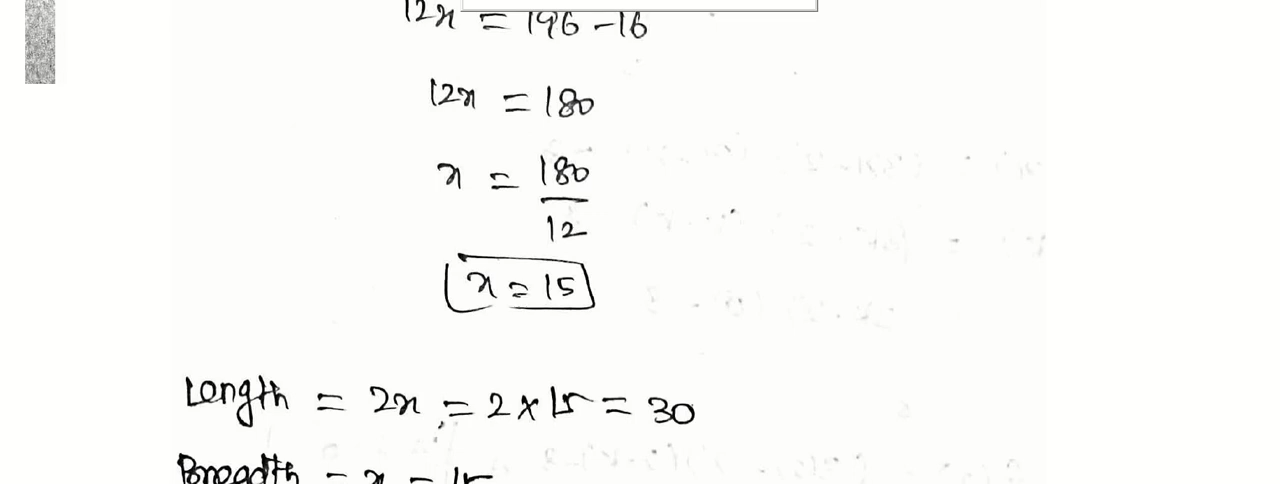 12x = 196 - 16
12x = 180
x = 180
12
x = 15
Length = 2x = 2 x 15 = 30
Breadth = x = 15